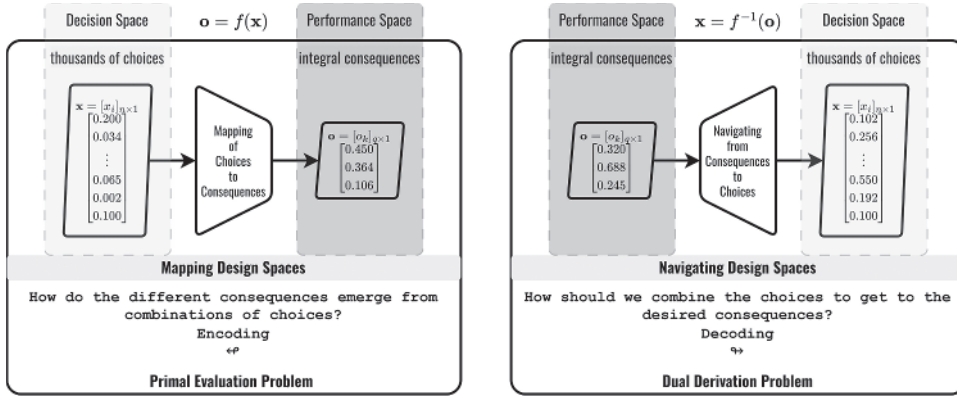 Decision Space
o = f(x)
Performance Space
thousands of choices
integral consequences
x = [x_i]_{n×1}
0.200
0.034
⋮
0.065
0.002
0.100
Mapping
of
Choices
to
Consequences
o = [o_k]_{q×1}
0.450
0.364
0.106
Mapping Design Spaces
How do the different consequences emerge from
combinations of choices?
Encoding
↫
Primal Evaluation Problem
Performance Space
x = f⁻¹(o)
Decision Space
integral consequences
thousands of choices
o = [o_k]_{q×1}
0.320
0.688
0.245
Navigating
from
Consequences
to
Choices
x = [x_i]_{n×1}
0.102
0.256
⋮
0.550
0.192
0.100
Navigating Design Spaces
How should we combine the choices to get to the
desired consequences?
Decoding
↬
Dual Derivation Problem